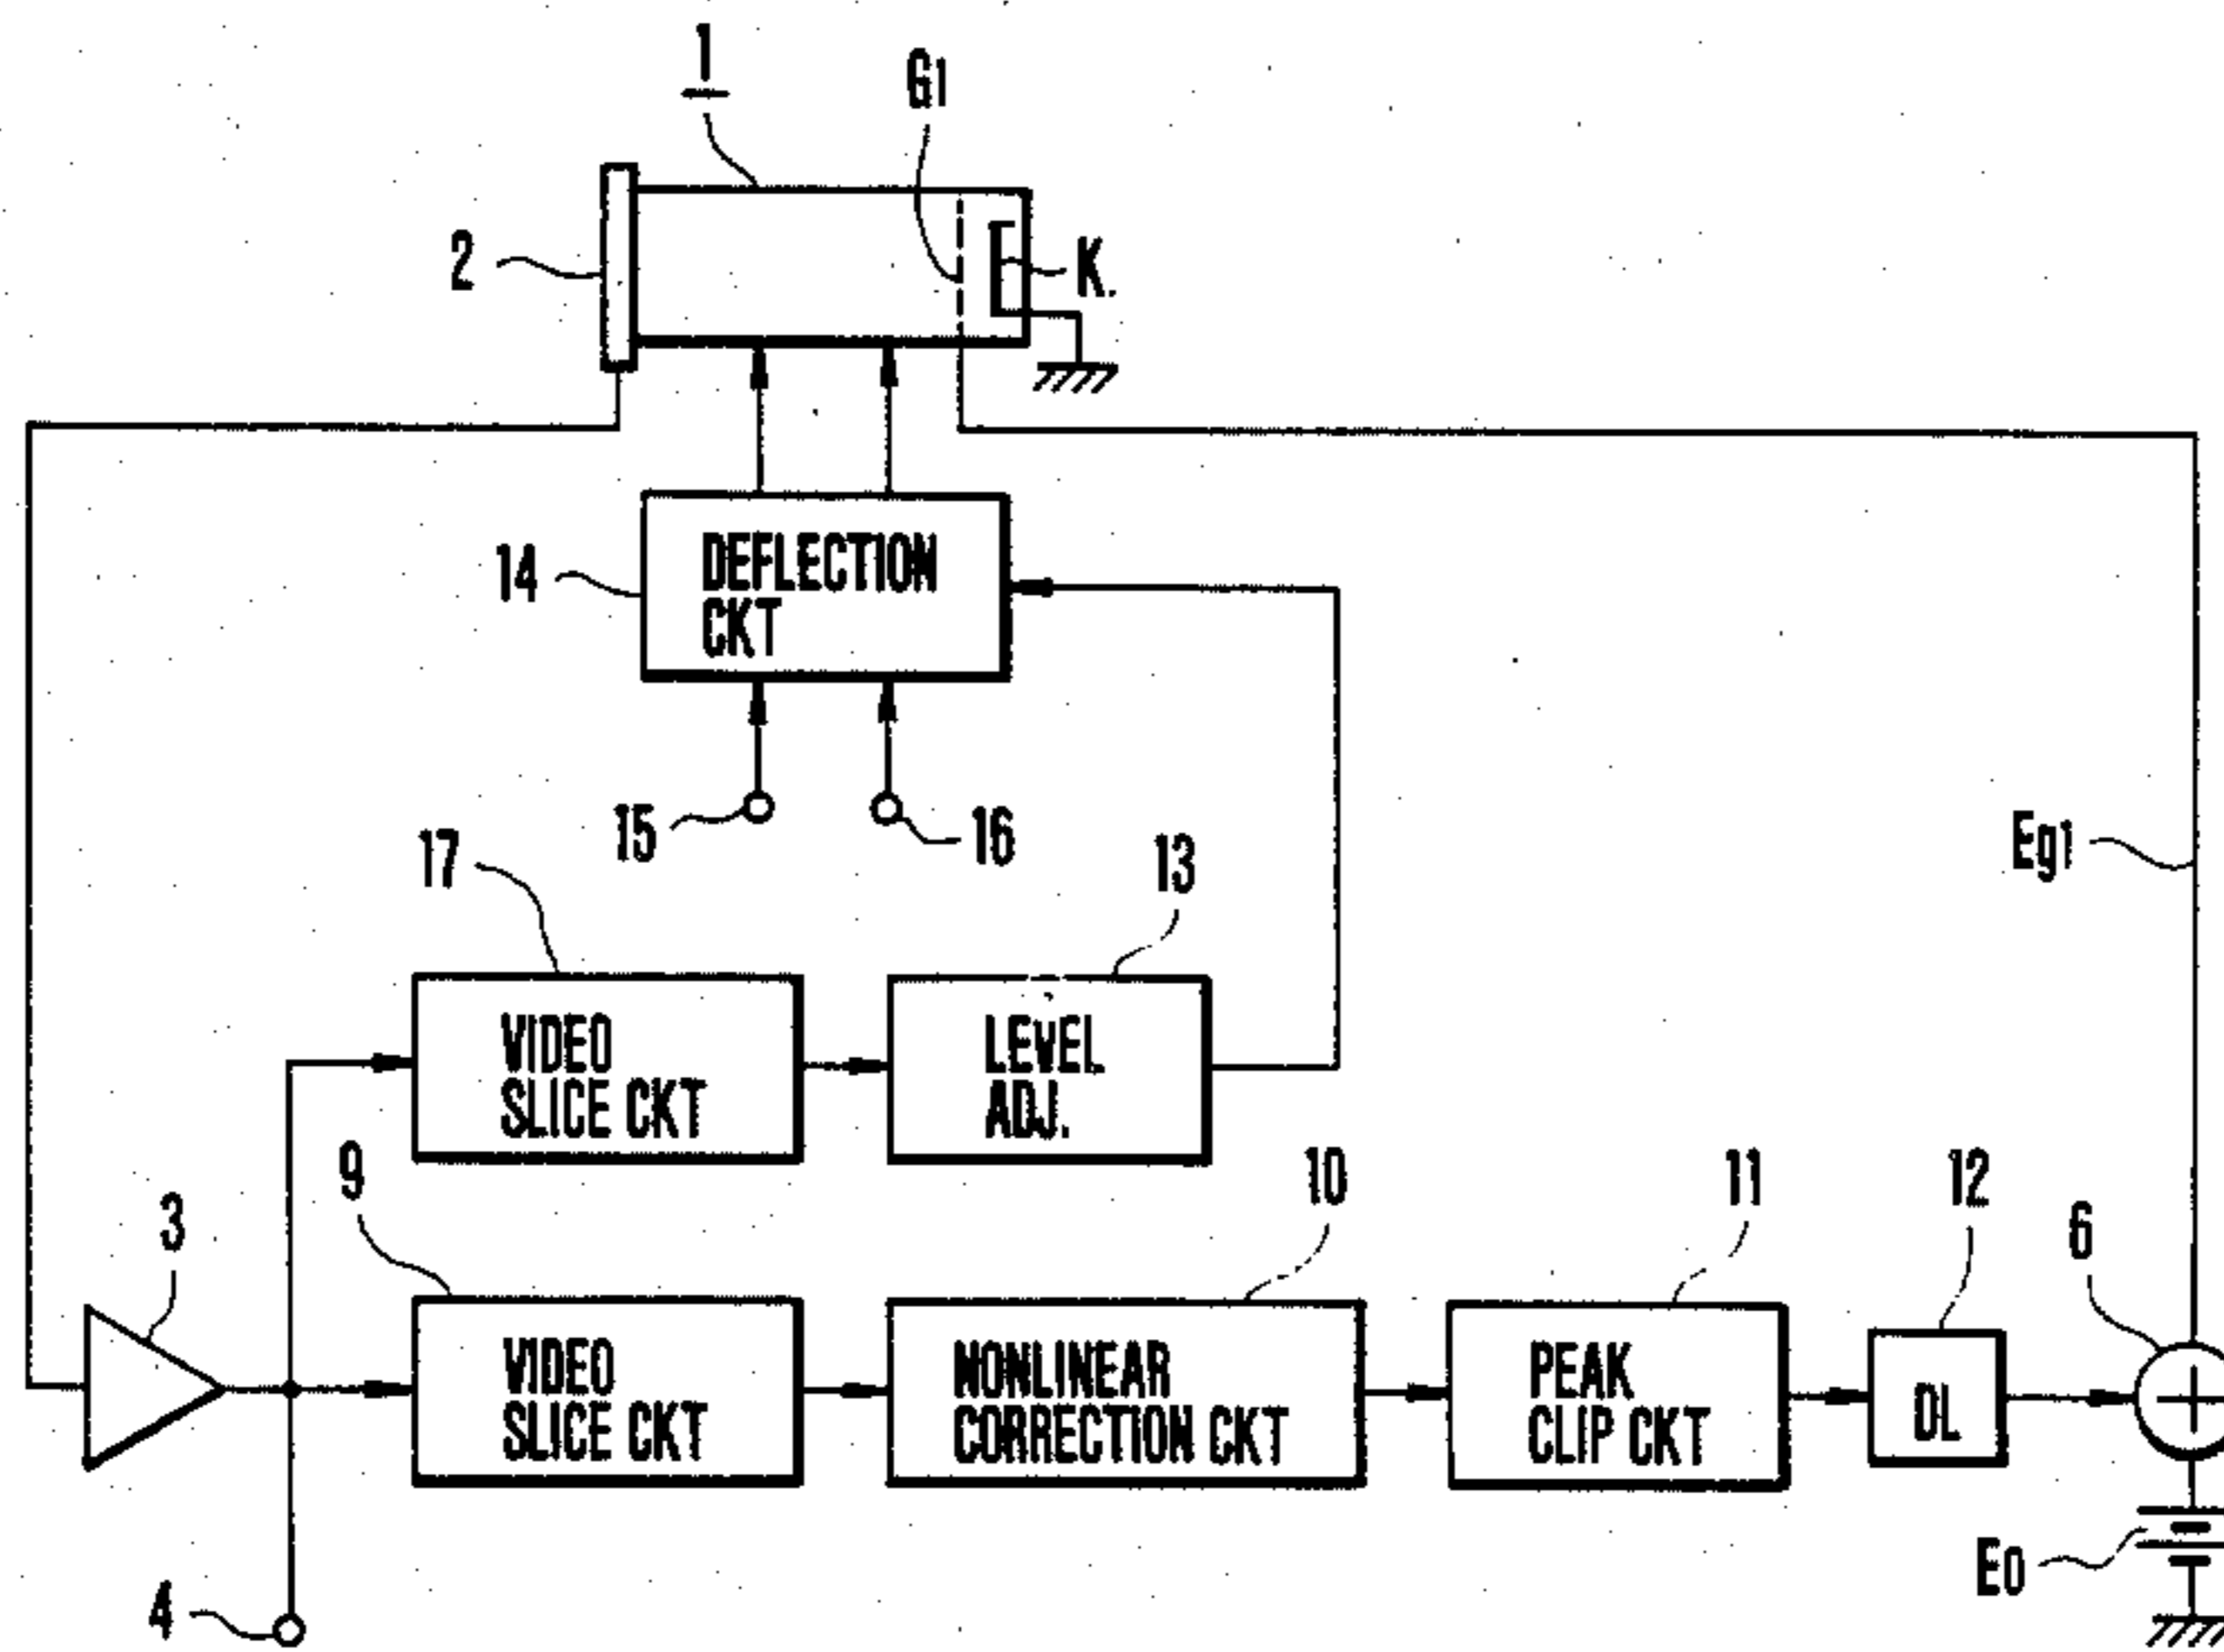 1
G1
2
K.
14
DEFLECTION
CKT
15
16
17
13
Eg1
VIDEO
SLICE CKT
LEVEL
ADJ.
9
10
11
12
3
6
VIDEO
SLICE CKT
NONLINEAR
CORRECTION CKT
PEAK
CLIP CKT
DL
Eo
4